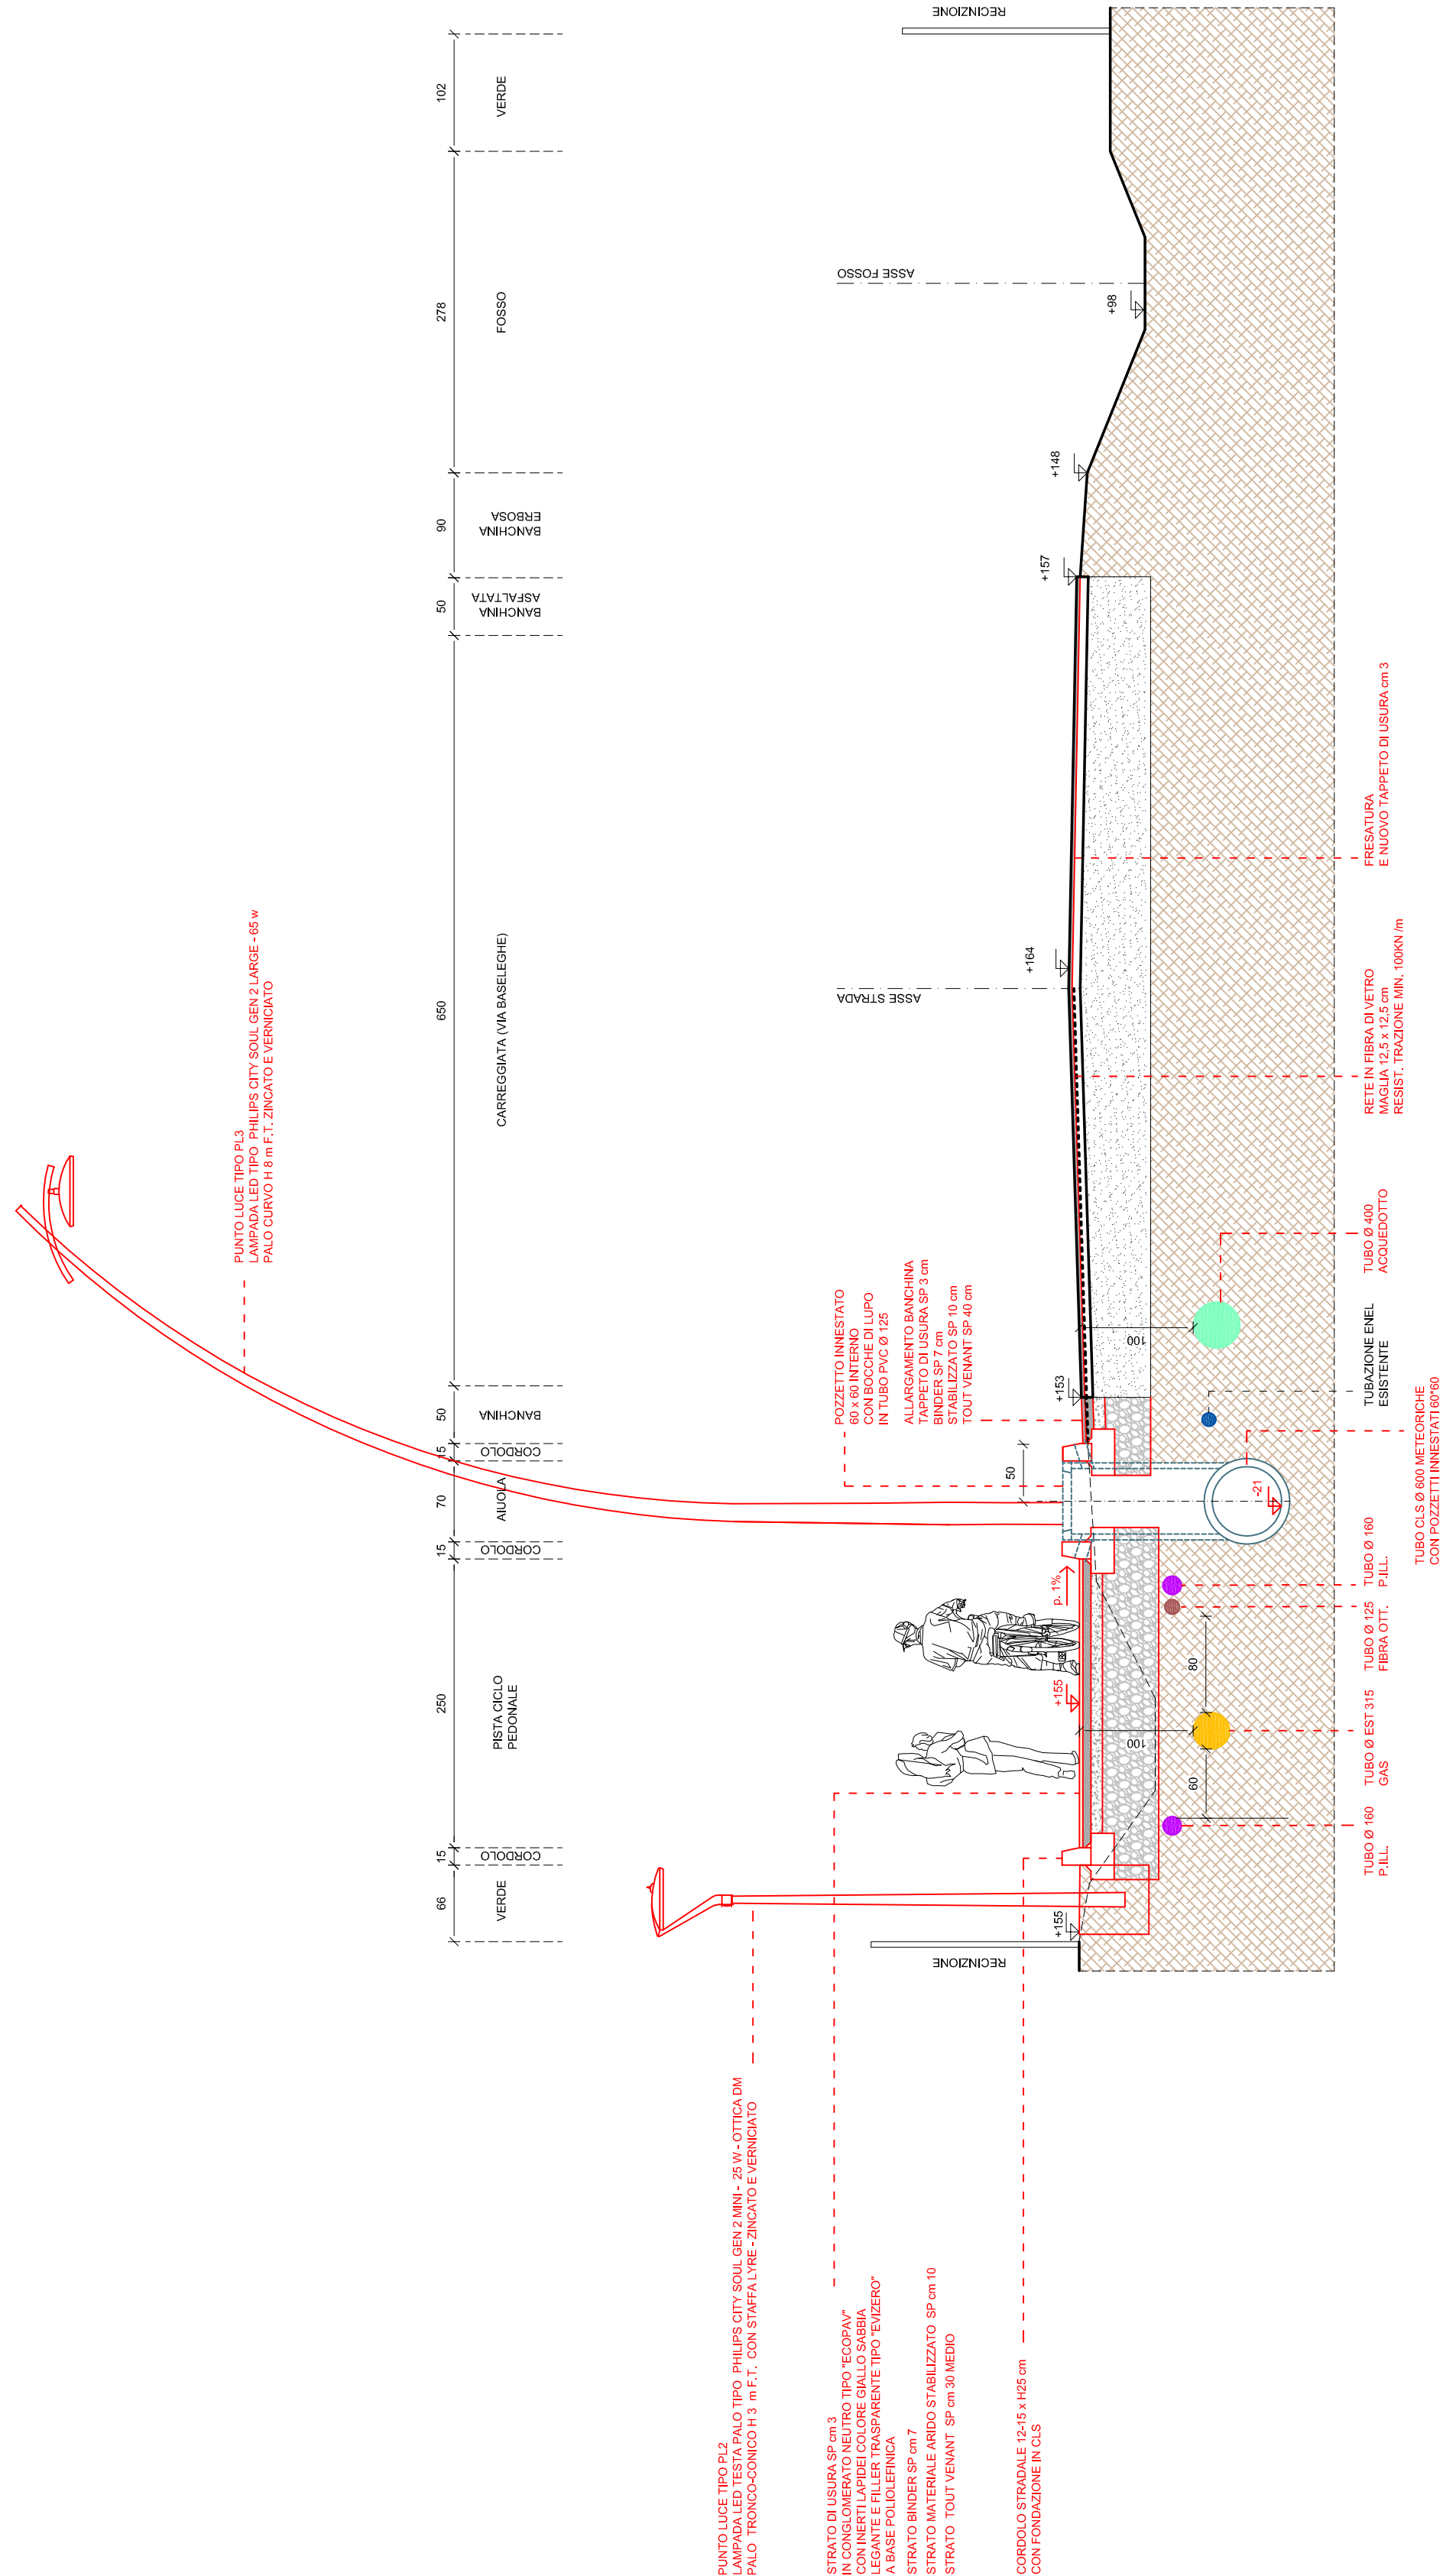 PUNTO LUCE TIPO PL3
LAMPADA LED TIPO PHILIPS CITY SOUL GEN 2 LARGE - 65 w
PALO CURVO H 8 m F.T. ZINCATO E VERNICIATO
66
15
250
15
70
15
50
650
50
90
278
102
VERDE
CORDOLO
PISTA CICLO
PEDONALE
CORDOLO
AIUOLA
CORDOLO
BANCHINA
CARREGGIATA (VIA BASELEGHE)
BANCHINA
ASFALTATA
BANCHINA
ERBOSA
FOSSO
VERDE
PUNTO LUCE TIPO PL2
LAMPADA LED TESTA PALO TIPO PHILIPS CITY SOUL GEN 2 MINI - 25 W - OTTICA DM
PALO TRONCO-CONICO H 3 m F.T. CON STAFFA LYRE - ZINCATO E VERNICIATO
STRATO DI USURA SP cm 3
IN CONGLOMERATO NEUTRO TIPO "ECOPAV"
CON INERTI LAPIDEI COLORE GIALLO SABBIA
LEGANTE E FILLER TRASPARENTE TIPO "EVIZERO"
A BASE POLIOLEFINICA
STRATO BINDER SP cm 7
STRATO MATERIALE ARIDO STABILIZZATO SP cm 10
STRATO TOUT VENANT SP cm 30 MEDIO
CORDOLO STRADALE 12-15 x H25 cm
CON FONDAZIONE IN CLS
POZZETTO INNESTATO
60 x 60 INTERNO
CON BOCCHE DI LUPO
IN TUBO PVC Ø 125
ALLARGAMENTO BANCHINA
TAPPETO DI USURA SP 3 cm
BINDER SP 7 cm
STABILIZZATO SP 10 cm
TOUT VENANT SP 40 cm
ASSE STRADA
ASSE FOSSO
RECINZIONE
RECINZIONE
+155
+155
p. 1%
50
+153
+164
+157
+148
+98
100
100
60
80
-21
TUBO Ø 160
P.ILL.
TUBO Ø EST 315
GAS
TUBO Ø 125
FIBRA OTT.
TUBO Ø 160
P.ILL.
TUBO CLS Ø 600 METEORICHE
CON POZZETTI INNESTATI 60*60
TUBAZIONE ENEL
ESISTENTE
TUBO Ø 400
ACQUEDOTTO
RETE IN FIBRA DI VETRO
MAGLIA 12,5 x 12,5 cm
RESIST. TRAZIONE MIN. 100KN /m
FRESATURA
E NUOVO TAPPETO DI USURA cm 3